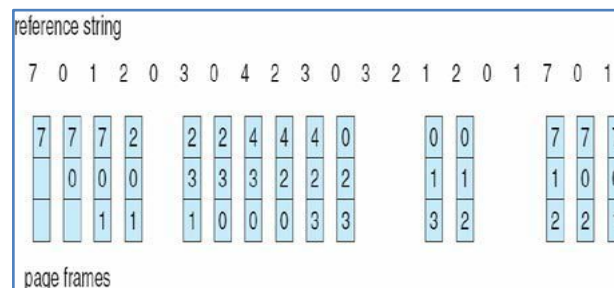 reference string
7 0 1 2 0 3 0 4 2 3 0 3 2 1 2 0 1 7 0 1
7 7 7 2 2 2 4 4 4 0 0 0 7 7
0 0 0 3 3 3 2 2 2 1 1 1 0
1 1 1 0 0 0 3 3 3 2 2 2
page frames